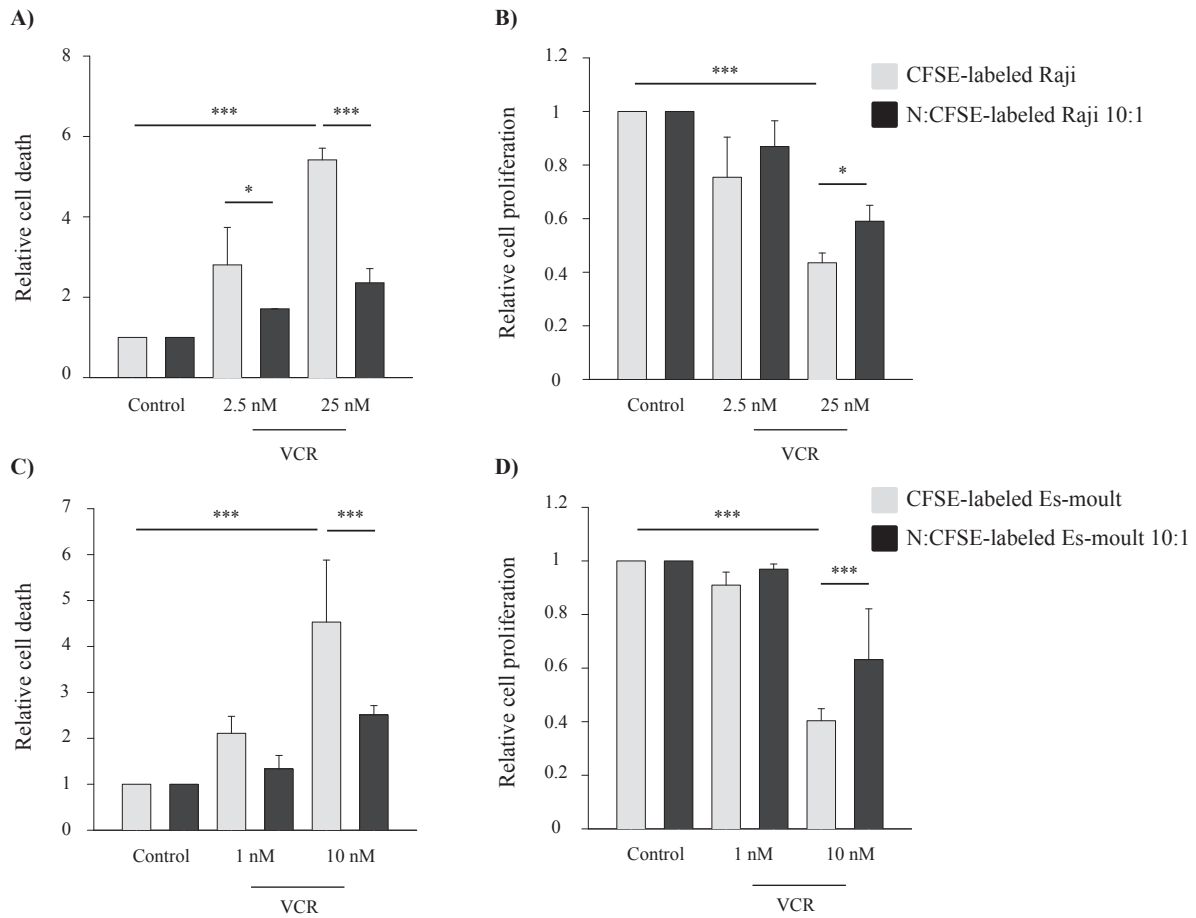 A)
8
6
4
2
0
Relative cell death
***
***
*
Control
2.5 nM
25 nM
VCR
B)
1.2
1
0.8
0.6
0.4
0.2
0
Relative cell proliferation
***
*
Control
2.5 nM
25 nM
VCR
CFSE-labeled Raji
N:CFSE-labeled Raji 10:1
C)
7
6
5
4
3
2
1
0
Relative cell death
***
***
Control
1 nM
10 nM
VCR
D)
1.2
1
0.8
0.6
0.4
0.2
0
Relative cell proliferation
***
***
Control
1 nM
10 nM
VCR
CFSE-labeled Es-moult
N:CFSE-labeled Es-moult 10:1